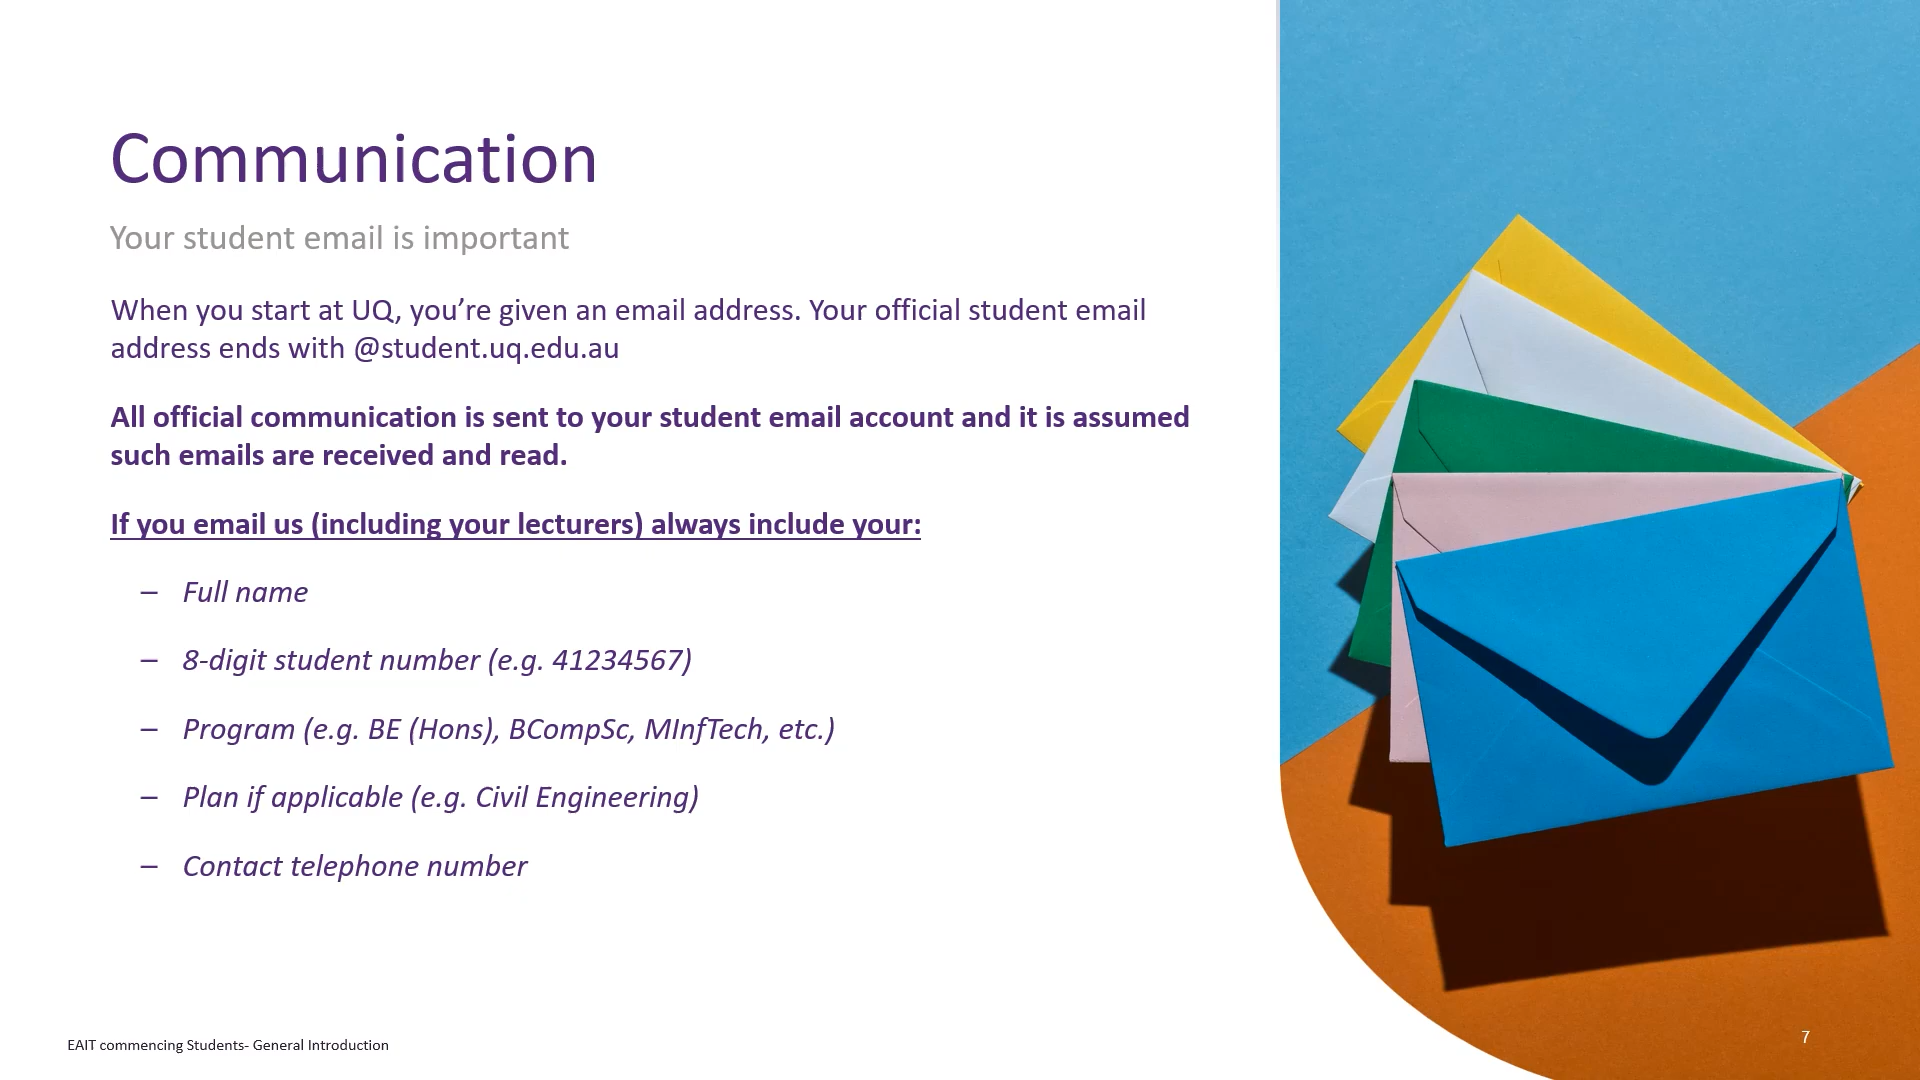 Communication
Your student email is important
When you start at UQ, you’re given an email address. Your official student email
address ends with @student.uq.edu.au
All official communication is sent to your student email account and it is assumed
such emails are received and read.
If you email us (including your lecturers) always include your:
– Full name
– 8-digit student number (e.g. 41234567)
– Program (e.g. BE (Hons), BCompSc, MInfTech, etc.)
– Plan if applicable (e.g. Civil Engineering)
– Contact telephone number
EAIT commencing Students- General Introduction
7